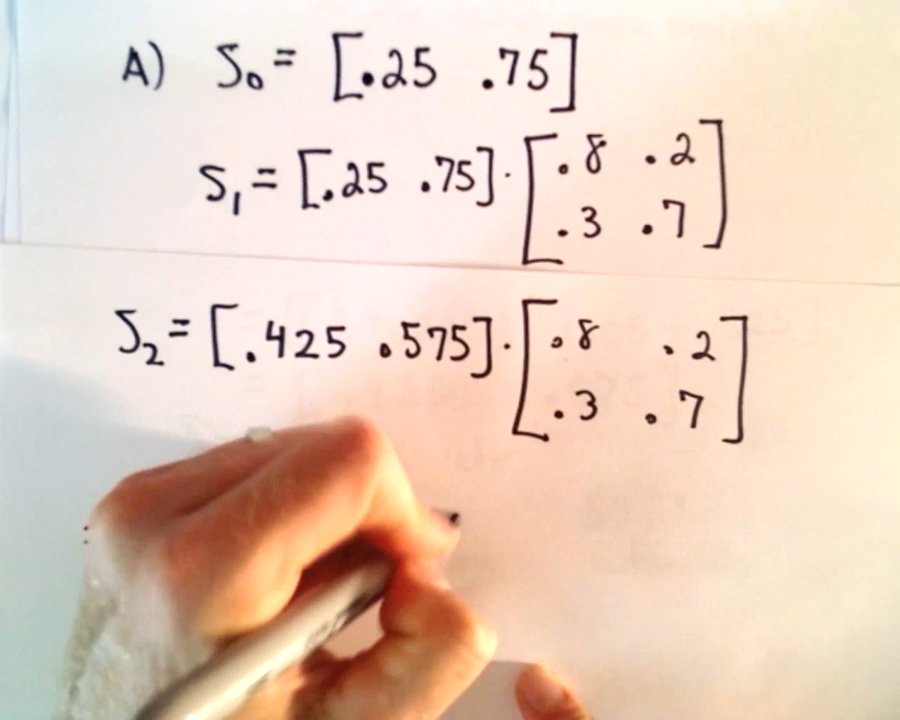 A) S₀ = [.25 .75]
S₁ = [.25 .75] · [.8 .2
.3 .7]
S₂ = [.425 .575] · [.8 .2
.3 .7]